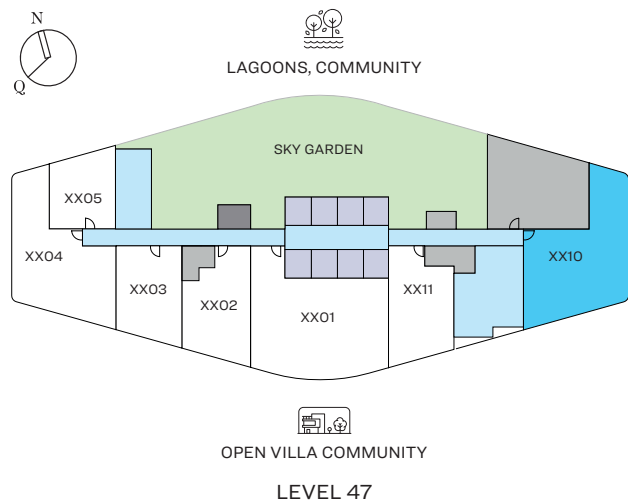 N
Q
LAGOONS, COMMUNITY
SKY GARDEN
XX05
XX04
XX10
XX03
XX02
XX01
XX11
OPEN VILLA COMMUNITY
LEVEL 47